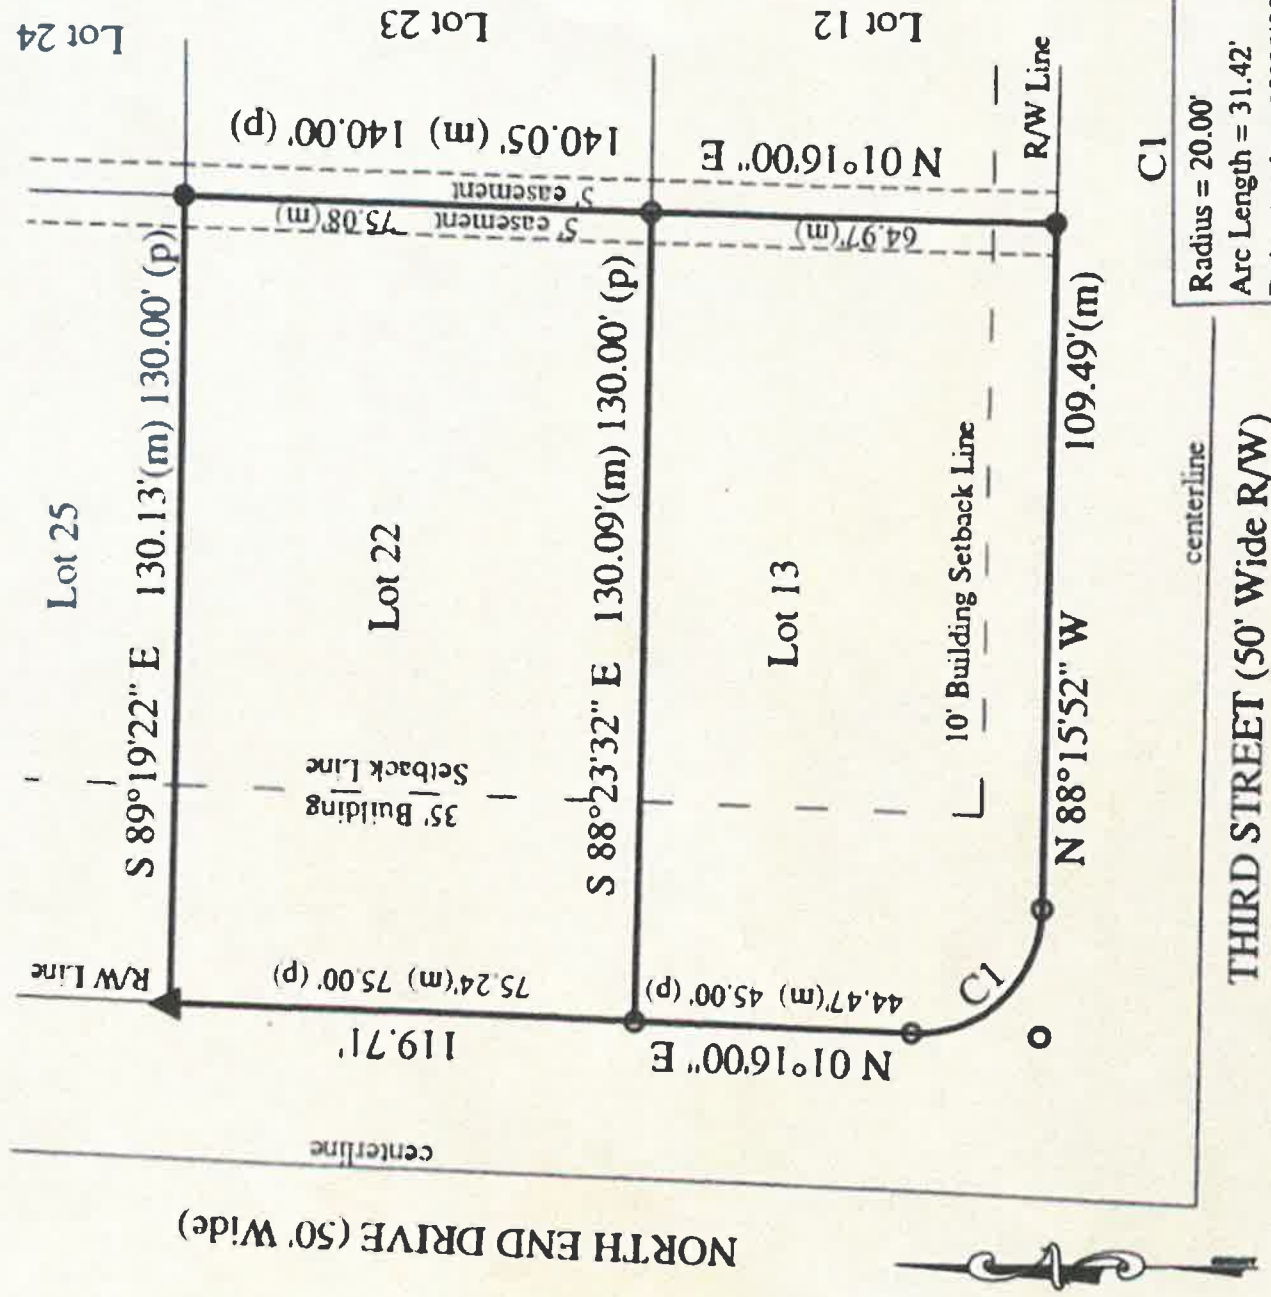 Lot 24
Lot 23
Lot 12
Lot 25
R/W Line
S 89°19'22" E 130.13'(m) 130.00' (p)
140.05' (m) 140.00' (p)
N 01°16'00" E
R/W Line
5' easement
5' easement 75.08'(m)
64.97'(m)
Lot 22
35' Building
Setback Line
75.24'(m) 75.00' (p)
119.71'
S 88°23'32" E 130.09'(m) 130.00' (p)
Lot 13
10' Building Setback Line
44.47'(m) 45.00' (p)
N 01°16'00" E
C1
N 88°15'52" W
109.49'(m)
centerline
NORTH END DRIVE (50' Wide)
centerline
THIRD STREET (50' Wide R/W)
C1
Radius = 20.00'
Arc Length = 31.42'